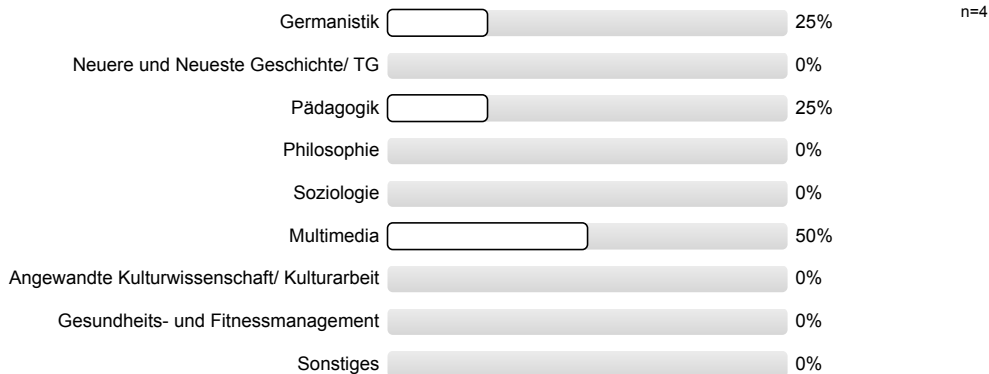 Germanistik 25% n=4
Neuere und Neueste Geschichte/ TG 0%
Pädagogik 25%
Philosophie 0%
Soziologie 0%
Multimedia 50%
Angewandte Kulturwissenschaft/ Kulturarbeit 0%
Gesundheits- und Fitnessmanagement 0%
Sonstiges 0%